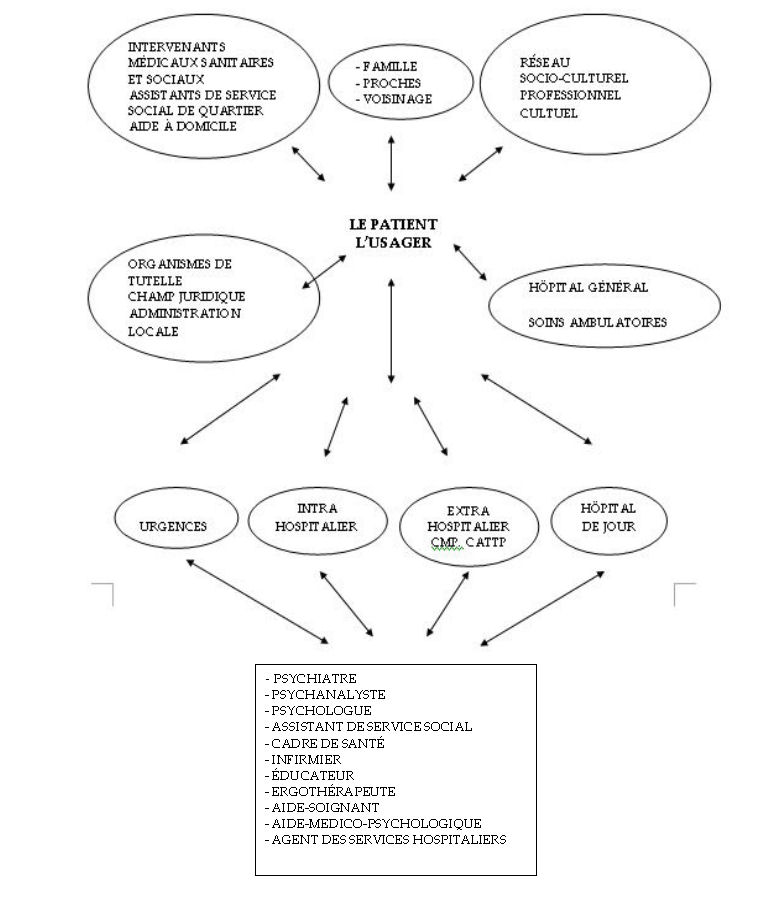 INTERVENANTS
MÉDICAUX SANITAIRES
ET SOCIAUX
ASSISTANTS DE SERVICE
SOCIAL DE QUARTIER
AIDE À DOMICILE
- FAMILLE
- PROCHES
- VOISINAGE
RÉSEAU
SOCIO-CULTUREL
PROFESSIONNEL
CULTUEL
LE PATIENT
L'USAGER
ORGANISMES DE
TUTELLE
CHAMP JURIDIQUE
ADMINISTRATION
LOCALE
HÖPITAL GÉNÉRAL
SOINS AMBULATOIRES
URGENCES
INTRA
HOSPITALIER
EXTRA
HOSPITALIER
CMP. CATTP
HÖPITAL
DE JOUR
- PSYCHIATRE
- PSYCHANALYSTE
- PSYCHOLOGUE
- ASSISTANT DE SERVICE SOCIAL
- CADRE DE SANTÉ
- INFIRMIER
- ÉDUCATEUR
- ERGOTHÉRAPEUTE
- AIDE-SOIGNANT
- AIDE-MEDICO-PSYCHOLOGIQUE
- AGENT DES SERVICES HOSPITALIERS